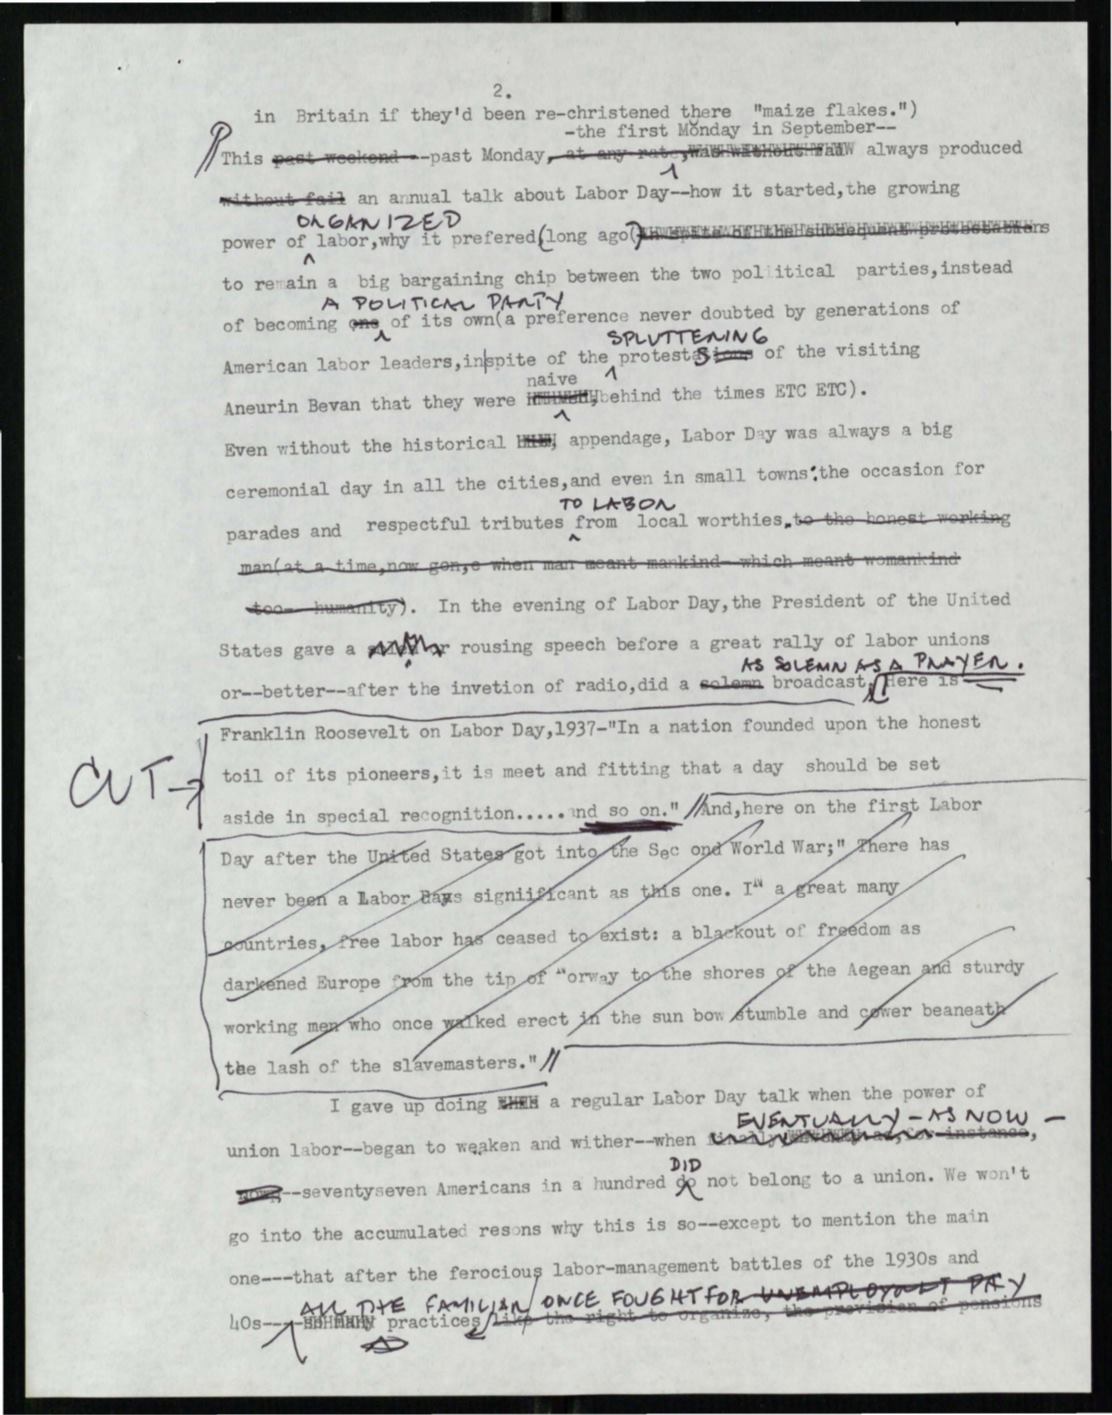 2.
in Britain if they'd been re-christened there "maize flakes.")
-the first Monday in September--
This past weekend --past Monday, at any rate, was without fail always produced
without fail an annual talk about Labor Day--how it started,the growing
ORGANIZED
power of labor,why it prefered(long ago) in spite of the subsequent protestations
to remain a big bargaining chip between the two political parties,instead
A POLITICAL PARTY
of becoming one of its own(a preference never doubted by generations of
SPLUTTERING
American labor leaders,inspite of the protestations of the visiting
naive
Aneurin Bevan that they were behind the times ETC ETC).
Even without the historical appendage, Labor Day was always a big
ceremonial day in all the cities,and even in small towns:the occasion for
TO LABOR
parades and respectful tributes from local worthies.to the honest working
man(at a time,now gon,e when man meant mankind- which meant womankind
too- humanity). In the evening of Labor Day,the President of the United
States gave a rousing speech before a great rally of labor unions
AS SOLEMN AS A PRAYER.
or--better--after the invetion of radio,did a solemn broadcast, Here is
Franklin Roosevelt on Labor Day,1937-"In a nation founded upon the honest
CUT→
toil of its pioneers,it is meet and fitting that a day should be set
aside in special recognition.....and so on." //And,here on the first Labor
Day after the United States got into the Sec ond World War;" There has
never been a Labor Days signiificant as this one. In a great many
countries, free labor has ceased to exist: a blackout of freedom as
darkened Europe from the tip of "orway to the shores of the Aegean and sturdy
working men who once walked erect in the sun bow stumble and cower beaneath
the lash of the slavemasters."//
I gave up doing a regular Labor Day talk when the power of
EVENTUALLY - AS NOW -
union labor--began to weaken and wither--when finally, as, for instance,
DID
now,--seventyseven Americans in a hundred do not belong to a union. We won't
go into the accumulated resons why this is so--except to mention the main
one---that after the ferocious labor-management battles of the 1930s and
ALL THE FAMILIAR / ONCE FOUGHT FOR UNEMPLOYMENT PAY
40s---- so many practices like the right to organize, the provision of pensions